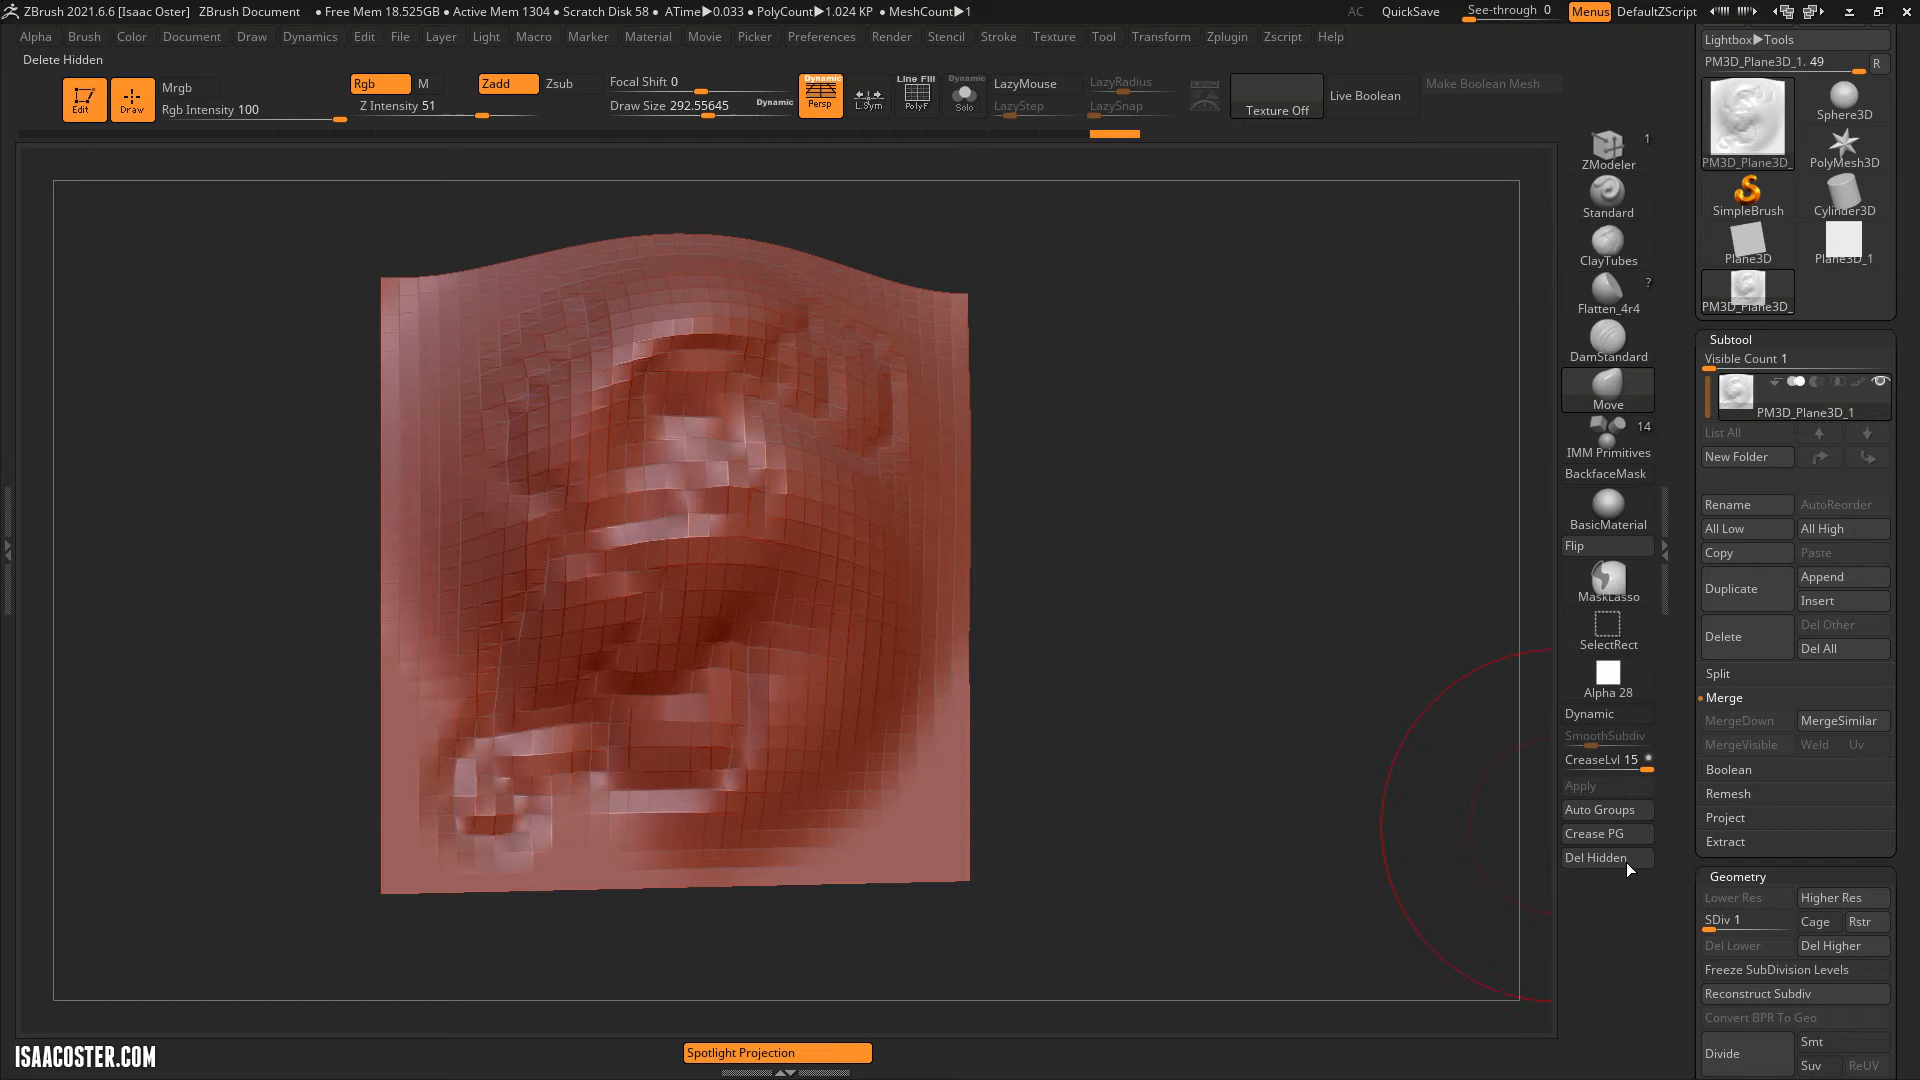 ZBrush 2021.6.6 [Isaac Oster] ZBrush Document • Free Mem 18.525GB • Active Mem 1304 • Scratch Disk 58 • ATime▶0.033 • PolyCount▶1.024 KP • MeshCount▶1 AC QuickSave See-through 0 Menus DefaultZScript
Alpha Brush Color Document Draw Dynamics Edit File Layer Light Macro Marker Material Movie Picker Preferences Render Stencil Stroke Texture Tool Transform Zplugin Zscript Help
Delete Hidden
Edit
Draw
Mrgb
Rgb Intensity 100
Rgb
M
Zadd
Zsub
Z Intensity 51
Focal Shift 0
Draw Size 292.55645
Dynamic
Dynamic
Persp
L.Sym
Line Fill
PolyF
Dynamic
Solo
LazyMouse
LazyStep
LazyRadius
LazySnap
Texture Off
Live Boolean
Make Boolean Mesh
1
ZModeler
Standard
ClayTubes
?
Flatten_4r4
DamStandard
Move
14
IMM Primitives
BackfaceMask
BasicMaterial
Flip
MaskLasso
SelectRect
Alpha 28
Dynamic
SmoothSubdiv
CreaseLvl 15
Apply
Auto Groups
Crease PG
Del Hidden
Lightbox▶Tools
PM3D_Plane3D_1. 49
R
PM3D_Plane3D_
Sphere3D
PolyMesh3D
SimpleBrush
Cylinder3D
Plane3D
Plane3D_1
PM3D_Plane3D_
Subtool
Visible Count 1
PM3D_Plane3D_1
List All
New Folder
Rename
AutoReorder
All Low
All High
Copy
Paste
Duplicate
Append
Insert
Delete
Del Other
Del All
Split
Merge
MergeDown
MergeSimilar
MergeVisible
Weld
Uv
Boolean
Remesh
Project
Extract
Geometry
Lower Res
Higher Res
SDiv 1
Cage
Rstr
Del Lower
Del Higher
Freeze SubDivision Levels
Reconstruct Subdiv
Convert BPR To Geo
Divide
Smt
Suv
ReUV
Spotlight Projection
ISAACOSTER.COM